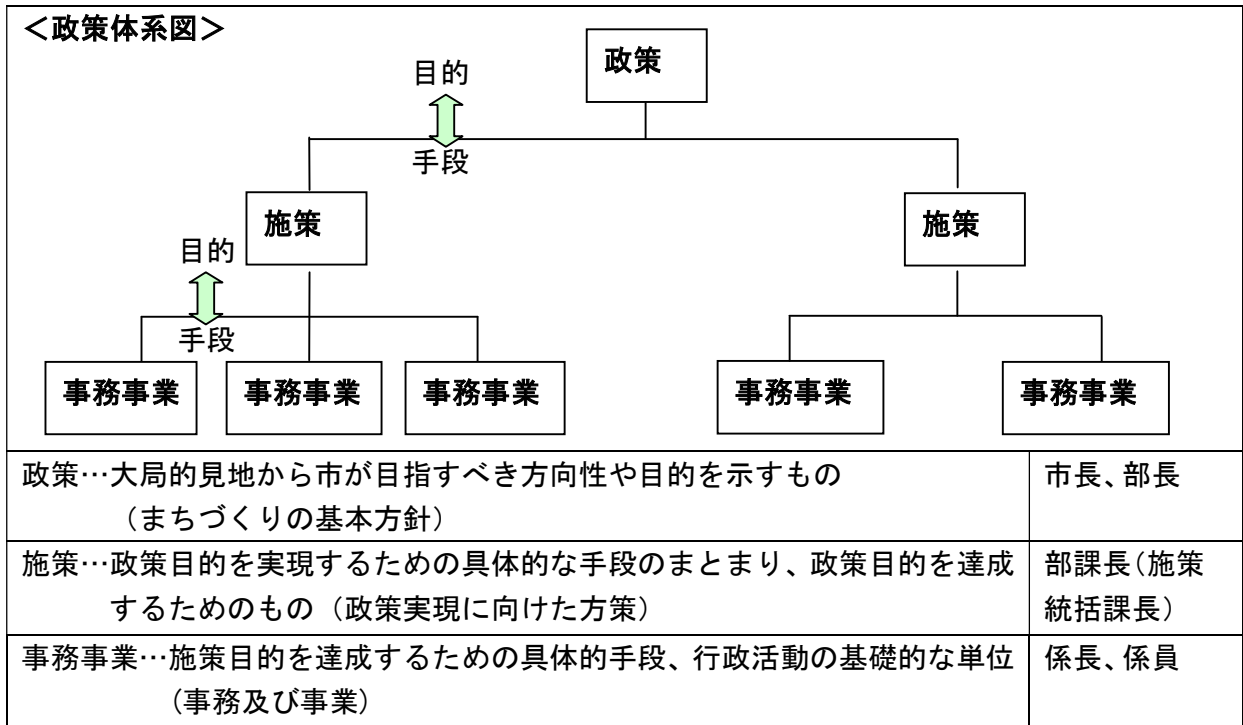 ＜政策体系図＞
政策
目的
手段
施策
施策
目的
手段
事務事業
事務事業
事務事業
事務事業
事務事業
政策…大局的見地から市が目指すべき方向性や目的を示すもの
（まちづくりの基本方針）
市長、部長
施策…政策目的を実現するための具体的な手段のまとまり、政策目的を達成
するためのもの（政策実現に向けた方策）
部課長（施策
統括課長）
事務事業…施策目的を達成するための具体的手段、行政活動の基礎的な単位
（事務及び事業）
係長、係員